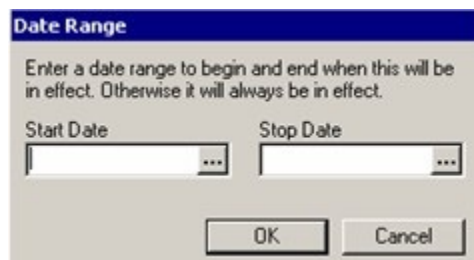 Date Range
Enter a date range to begin and end when this will be
in effect. Otherwise it will always be in effect.
Start Date Stop Date
... ...
OK Cancel